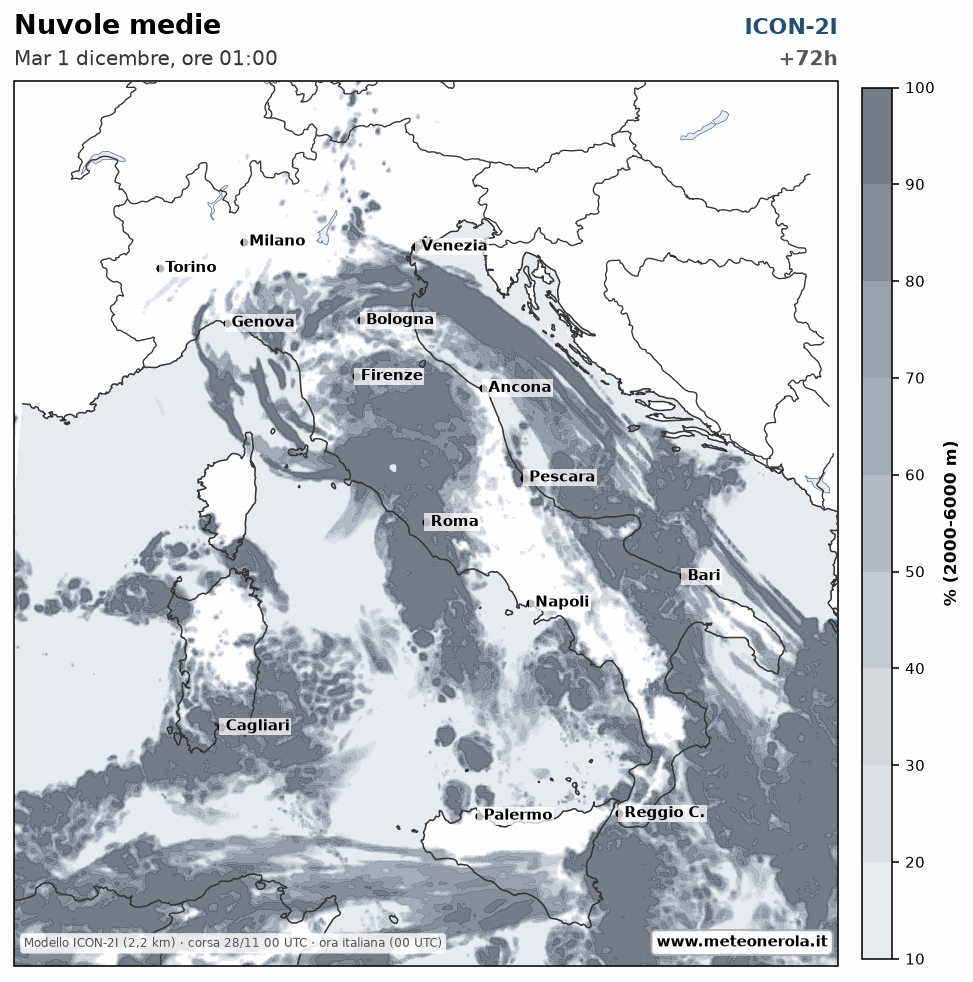 Nuvole medie
ICON-2I
Mar 1 dicembre, ore 01:00
+72h
Milano
Venezia
Torino
Genova
Bologna
Firenze
Ancona
Pescara
Roma
Bari
Napoli
Cagliari
Palermo
Reggio C.
Modello ICON-2I (2,2 km) · corsa 28/11 00 UTC · ora italiana (00 UTC)
www.meteonerola.it
100
90
80
70
60
50
40
30
20
10
% (2000-6000 m)